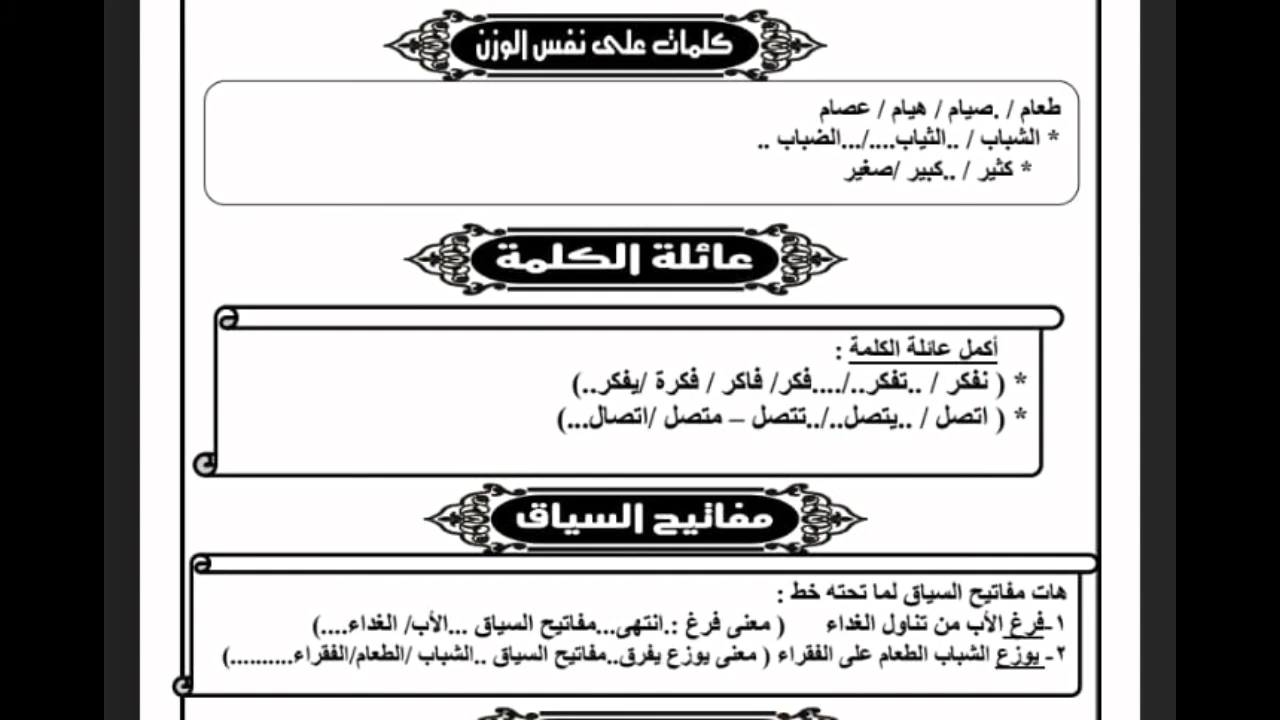 كلمات على نفس الوزن
طعام / .صيام / هيام / عصام
* الشباب / ..الثياب..../...الضباب ..
* كثير / ..كبير /صغير
عائلة الكلمة
أكمل عائلة الكلمة :
* ( نفكر / ..تفكر../....فكر/ فاكر / فكرة /يفكر..)
* ( اتصل / ..يتصل../..تتصل – متصل /اتصال...)
مفاتيح السياق
هات مفاتيح السياق لما تحته خط :
١-فرغ الأب من تناول الغداء ( معنى فرغ :.انتهى...مفاتيح السياق ...الأب/ الغداء....)
٢- يوزع الشباب الطعام على الفقراء ( معنى يوزع يفرق..مفاتيح السياق ..الشباب /الطعام/الفقراء..........)